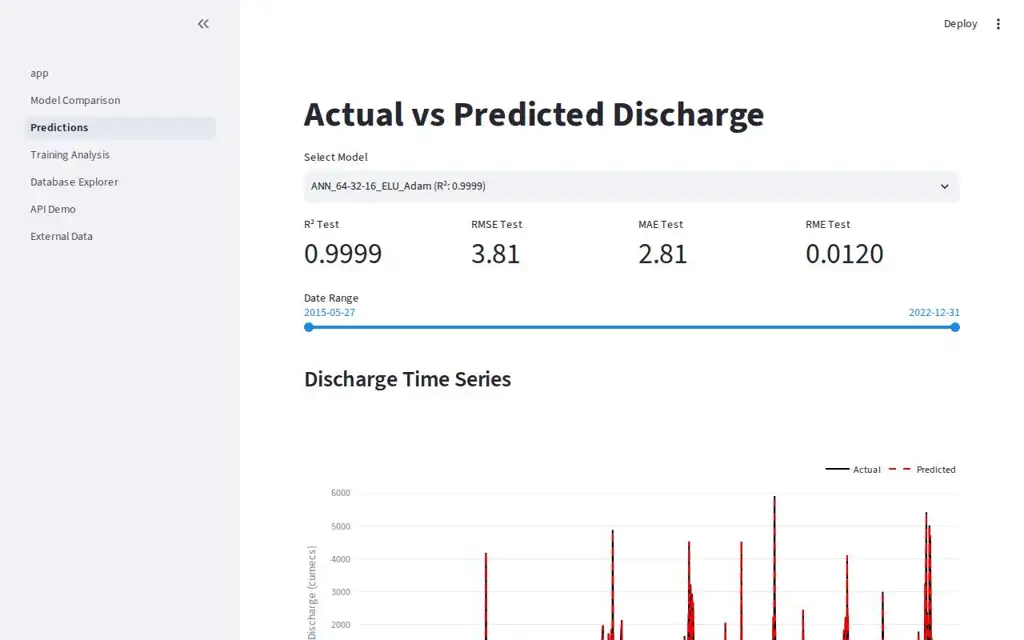 Deploy
app
Model Comparison
Predictions
Training Analysis
Database Explorer
API Demo
External Data
Actual vs Predicted Discharge
Select Model
ANN_64-32-16_ELU_Adam (R²: 0.9999)
R² Test RMSE Test MAE Test RME Test
0.9999 3.81 2.81 0.0120
Date Range
2015-05-27 2022-12-31
Discharge Time Series
Actual Predicted
6000
5000
4000
3000
2000
Discharge (cumecs)